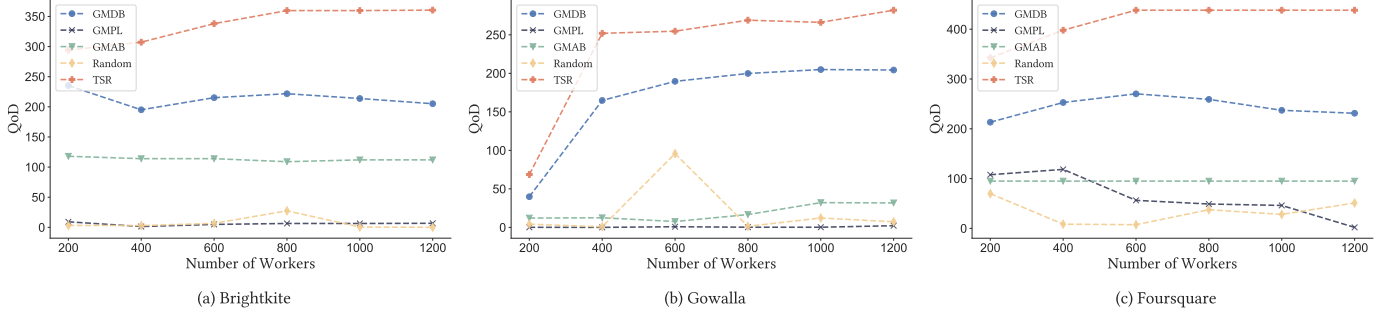 GMDB
GMPL
GMAB
Random
TSR
350
300
250
200
150
100
50
0
QoD
200
400
600
800
1000
1200
Number of Workers
(a) Brightkite
GMDB
GMPL
GMAB
Random
TSR
250
200
150
100
50
0
QoD
200
400
600
800
1000
1200
Number of Workers
(b) Gowalla
GMDB
GMPL
GMAB
Random
TSR
400
300
200
100
0
QoD
200
400
600
800
1000
1200
Number of Workers
(c) Foursquare